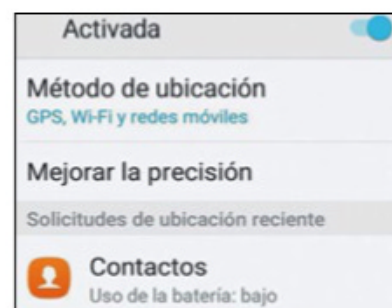 Activada
Método de ubicación
GPS, Wi-Fi y redes móviles
Mejorar la precisión
Solicitudes de ubicación reciente
Contactos
Uso de la batería: bajo